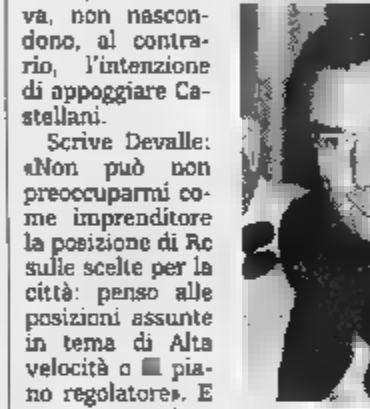 va, non nascon-
dono, al contra-
rio, l'intenzione
di appoggiare Ca-
stellani.
Scrive Devalle:
«Non può non
preoccuparmi co-
me imprenditore
la posizione di Rc
sulle scelte per la
città: penso alle
posizioni assunte
in tema di Alta
velocità o pia-
no regolatore». E